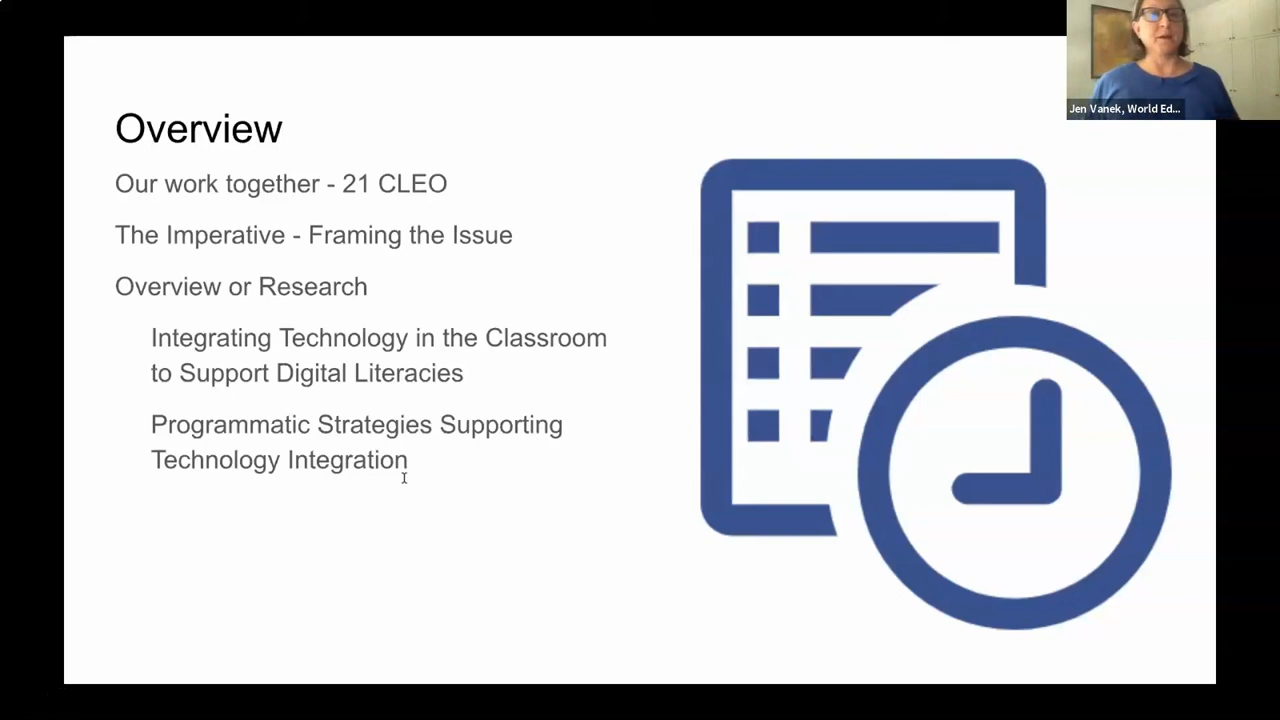 Overview
Our work together - 21 CLEO
The Imperative - Framing the Issue
Overview or Research
Integrating Technology in the Classroom
to Support Digital Literacies
Programmatic Strategies Supporting
Technology Integration
Jen Vanek, World Ed...